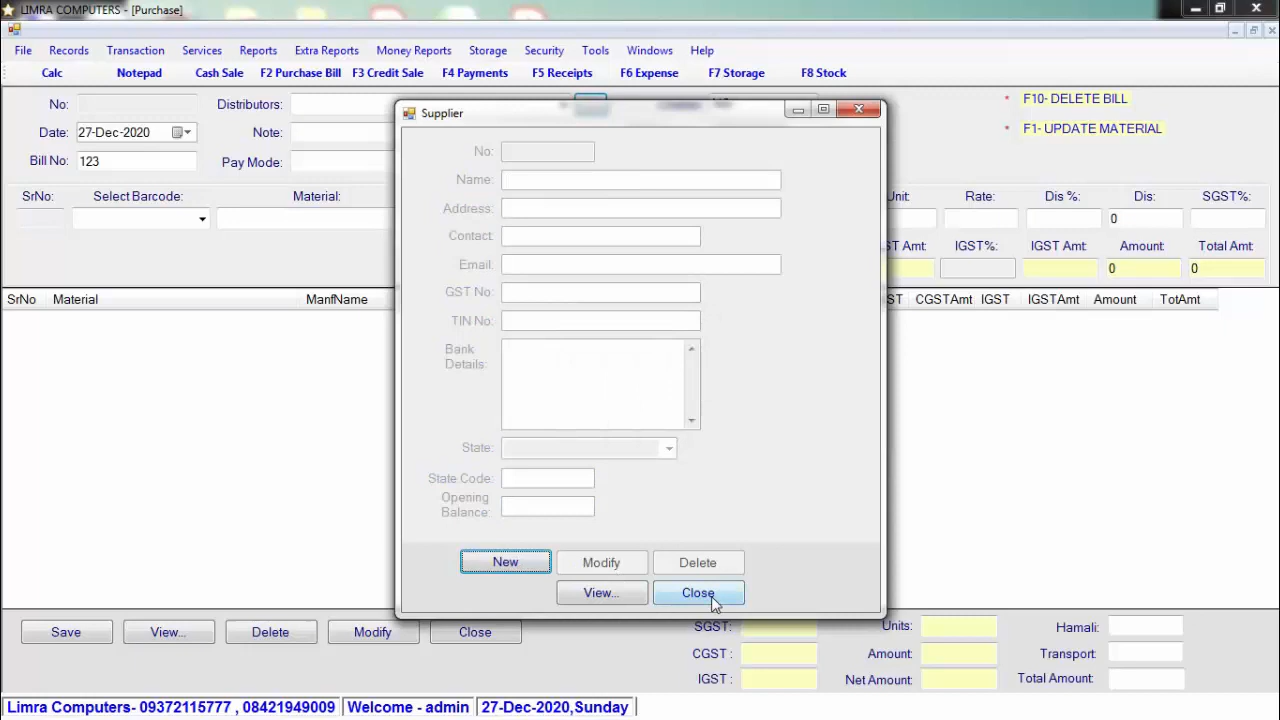 LIMRA COMPUTERS - [Purchase]
File Records Transaction Services Reports Extra Reports Money Reports Storage Security Tools Windows Help
Calc Notepad Cash Sale F2 Purchase Bill F3 Credit Sale F4 Payments F5 Receipts F6 Expense F7 Storage F8 Stock
No: Distributors: * F10- DELETE BILL
Date: 27-Dec-2020 Note: * F1- UPDATE MATERIAL
Bill No: 123 Pay Mode:
SrNo: Select Barcode: Material: Unit: Rate: Dis %: Dis: SGST%:
0
IGST%: IGST Amt: Amount: Total Amt:
0 0
SrNo Material ManfName CGSTAmt IGST IGSTAmt Amount TotAmt
Supplier
No:
Name:
Address:
Contact:
Email:
GST No:
TIN No:
Bank
Details:
State:
State Code:
Opening
Balance:
New Modify Delete
View... Close
Save View... Delete Modify Close
SGST: Units: Hamali:
CGST : Amount: Transport:
IGST : Net Amount: Total Amount:
Limra Computers- 09372115777 , 08421949009 Welcome - admin 27-Dec-2020,Sunday